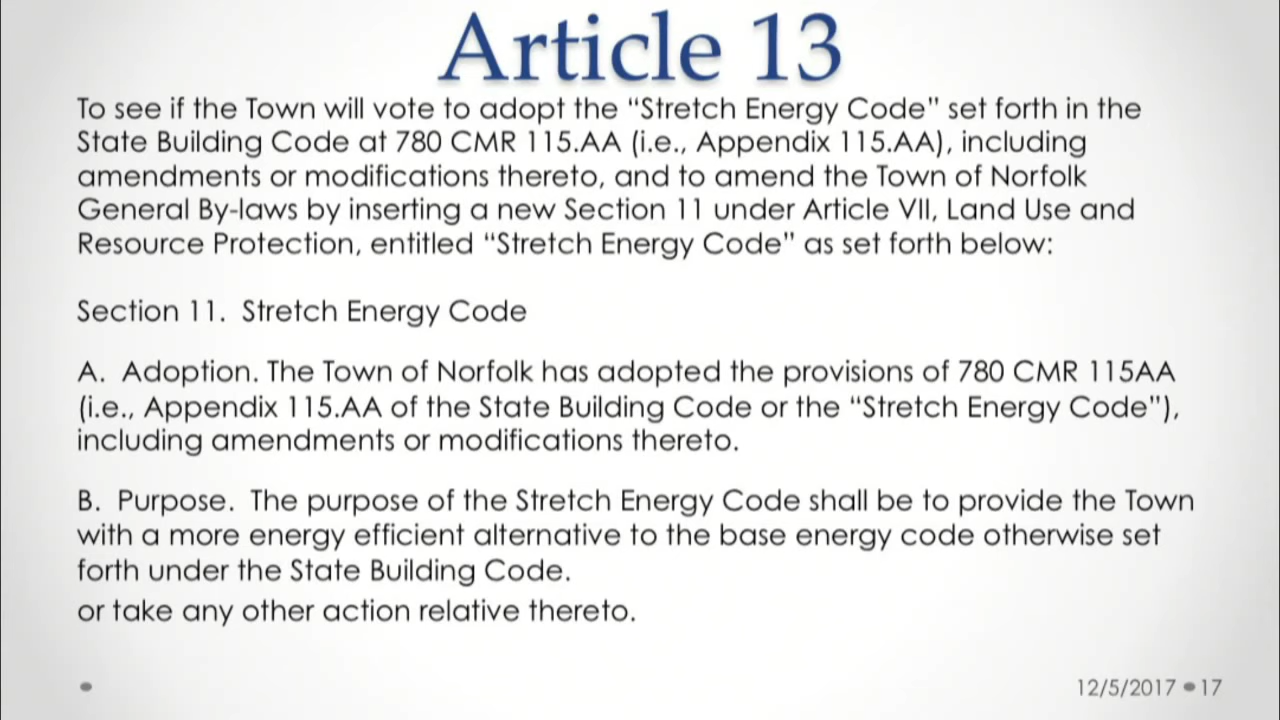 Article 13
To see if the Town will vote to adopt the “Stretch Energy Code” set forth in the
State Building Code at 780 CMR 115.AA (i.e., Appendix 115.AA), including
amendments or modifications thereto, and to amend the Town of Norfolk
General By-laws by inserting a new Section 11 under Article VII, Land Use and
Resource Protection, entitled “Stretch Energy Code” as set forth below:
Section 11. Stretch Energy Code
A. Adoption. The Town of Norfolk has adopted the provisions of 780 CMR 115AA
(i.e., Appendix 115.AA of the State Building Code or the “Stretch Energy Code”),
including amendments or modifications thereto.
B. Purpose. The purpose of the Stretch Energy Code shall be to provide the Town
with a more energy efficient alternative to the base energy code otherwise set
forth under the State Building Code.
or take any other action relative thereto.
12/5/2017 • 17